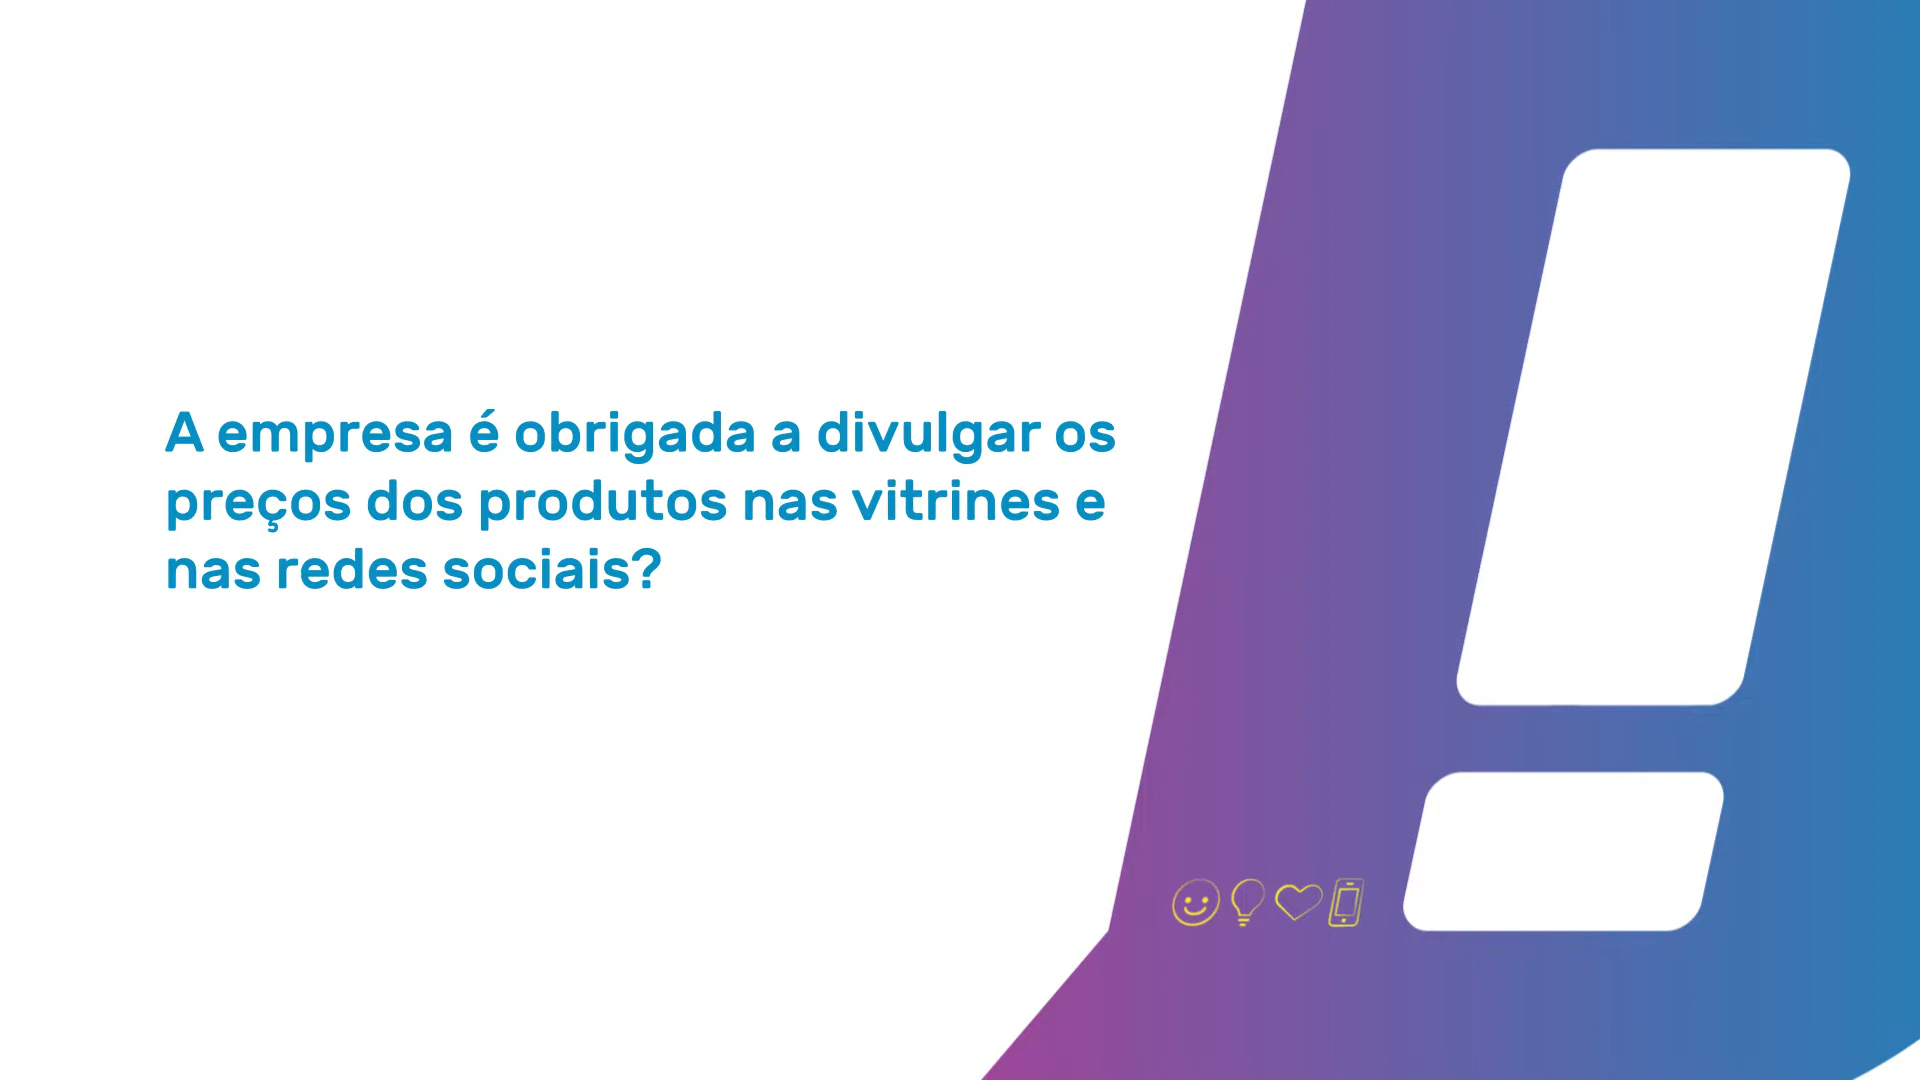 A empresa é obrigada a divulgar os
preços dos produtos nas vitrines e
nas redes sociais?